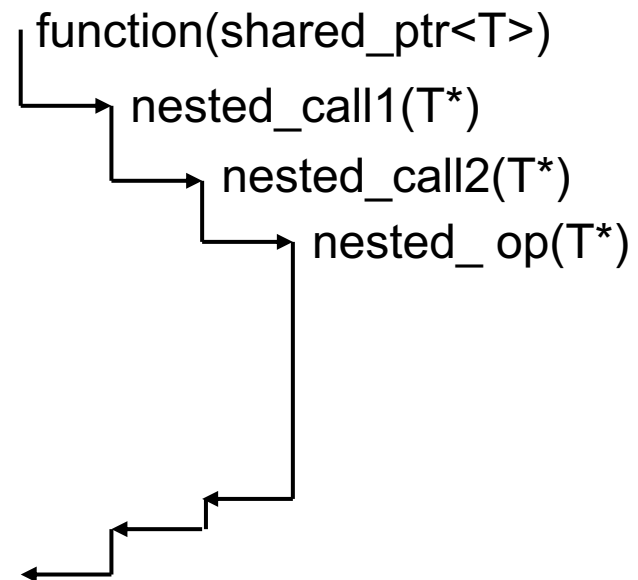 function(shared_ptr<T>)
nested_call1(T*)
nested_call2(T*)
nested_ op(T*)